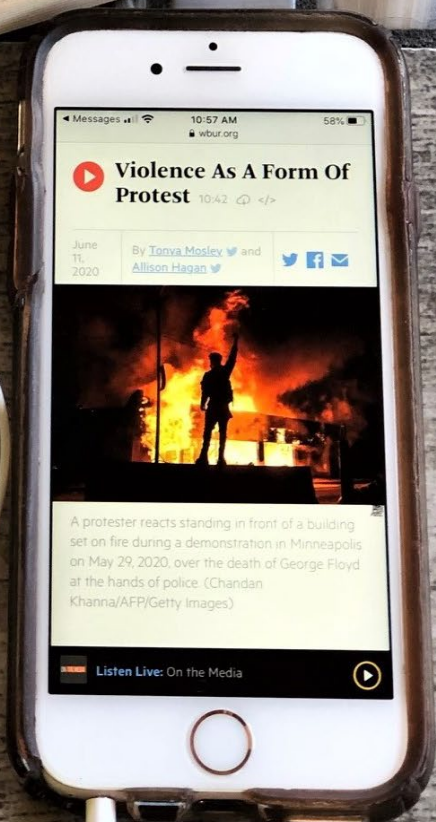 Messages
10:57 AM
58%
wbur.org
Violence As A Form Of
Protest 10:42 </>
June
11,
2020
By Tonya Mosley and
Allison Hagan
A protester reacts standing in front of a building
set on fire during a demonstration in Minneapolis
on May 29, 2020, over the death of George Floyd
at the hands of police. (Chandan
Khanna/AFP/Getty Images)
ON THE MEDIA
Listen Live: On the Media